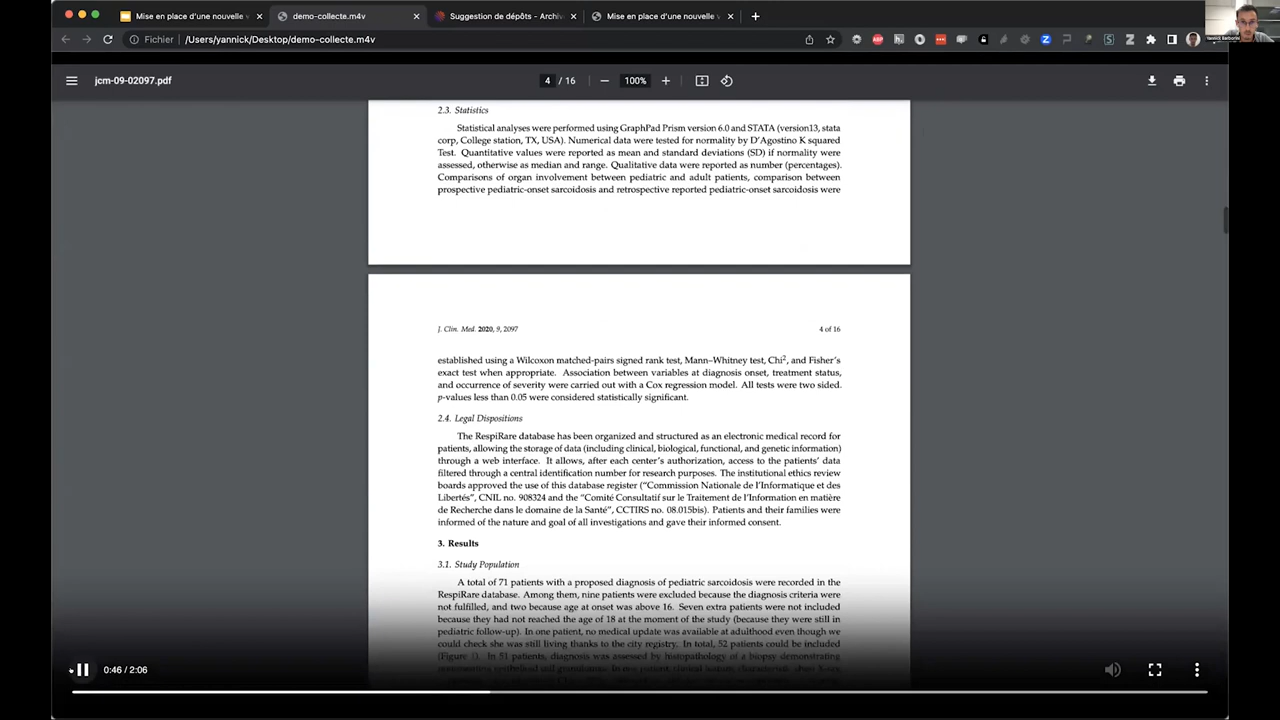 Mise en place d'une nouvelle v
demo-collecte.m4v
Suggestion de dépôts - Archiv
Mise en place d'une nouvelle v
Fichier
/Users/yannick/Desktop/demo-collecte.m4v
jcm-09-02097.pdf
4 / 16
100%
2.3. Statistics
Statistical analyses were performed using GraphPad Prism version 6.0 and STATA (version13, stata
corp, College station, TX, USA). Numerical data were tested for normality by D'Agostino K squared
Test. Quantitative values were reported as mean and standard deviations (SD) if normality were
assessed, otherwise as median and range. Qualitative data were reported as number (percentages).
Comparisons of organ involvement between pediatric and adult patients, comparison between
prospective pediatric-onset sarcoidosis and retrospective reported pediatric-onset sarcoidosis were
J. Clin. Med. 2020, 9, 2097
4 of 16
established using a Wilcoxon matched-pairs signed rank test, Mann–Whitney test, Chi², and Fisher's
exact test when appropriate. Association between variables at diagnosis onset, treatment status,
and occurrence of severity were carried out with a Cox regression model. All tests were two sided.
p-values less than 0.05 were considered statistically significant.
2.4. Legal Dispositions
The RespiRare database has been organized and structured as an electronic medical record for
patients, allowing the storage of data (including clinical, biological, functional, and genetic information)
through a web interface. It allows, after each center's authorization, access to the patients' data
filtered through a central identification number for research purposes. The institutional ethics review
boards approved the use of this database register ("Commission Nationale de l'Informatique et des
Libertés", CNIL no. 908324 and the "Comité Consultatif sur le Traitement de l'Information en matière
de Recherche dans le domaine de la Santé", CCTIRS no. 08.015bis). Patients and their families were
informed of the nature and goal of all investigations and gave their informed consent.
3. Results
3.1. Study Population
A total of 71 patients with a proposed diagnosis of pediatric sarcoidosis were recorded in the
RespiRare database. Among them, nine patients were excluded because the diagnosis criteria were
not fulfilled, and two because age at onset was above 16. Seven extra patients were not included
because they had not reached the age of 18 at the moment of the study (because they were still in
pediatric follow-up). In one patient, no medical update was available at adulthood even though we
could check she was still living thanks to the city registry. In total, 52 patients could be included
(Figure 1). In 51 patients, diagnosis was assessed by histopathology of a biopsy demonstrating
0:46 / 2:06